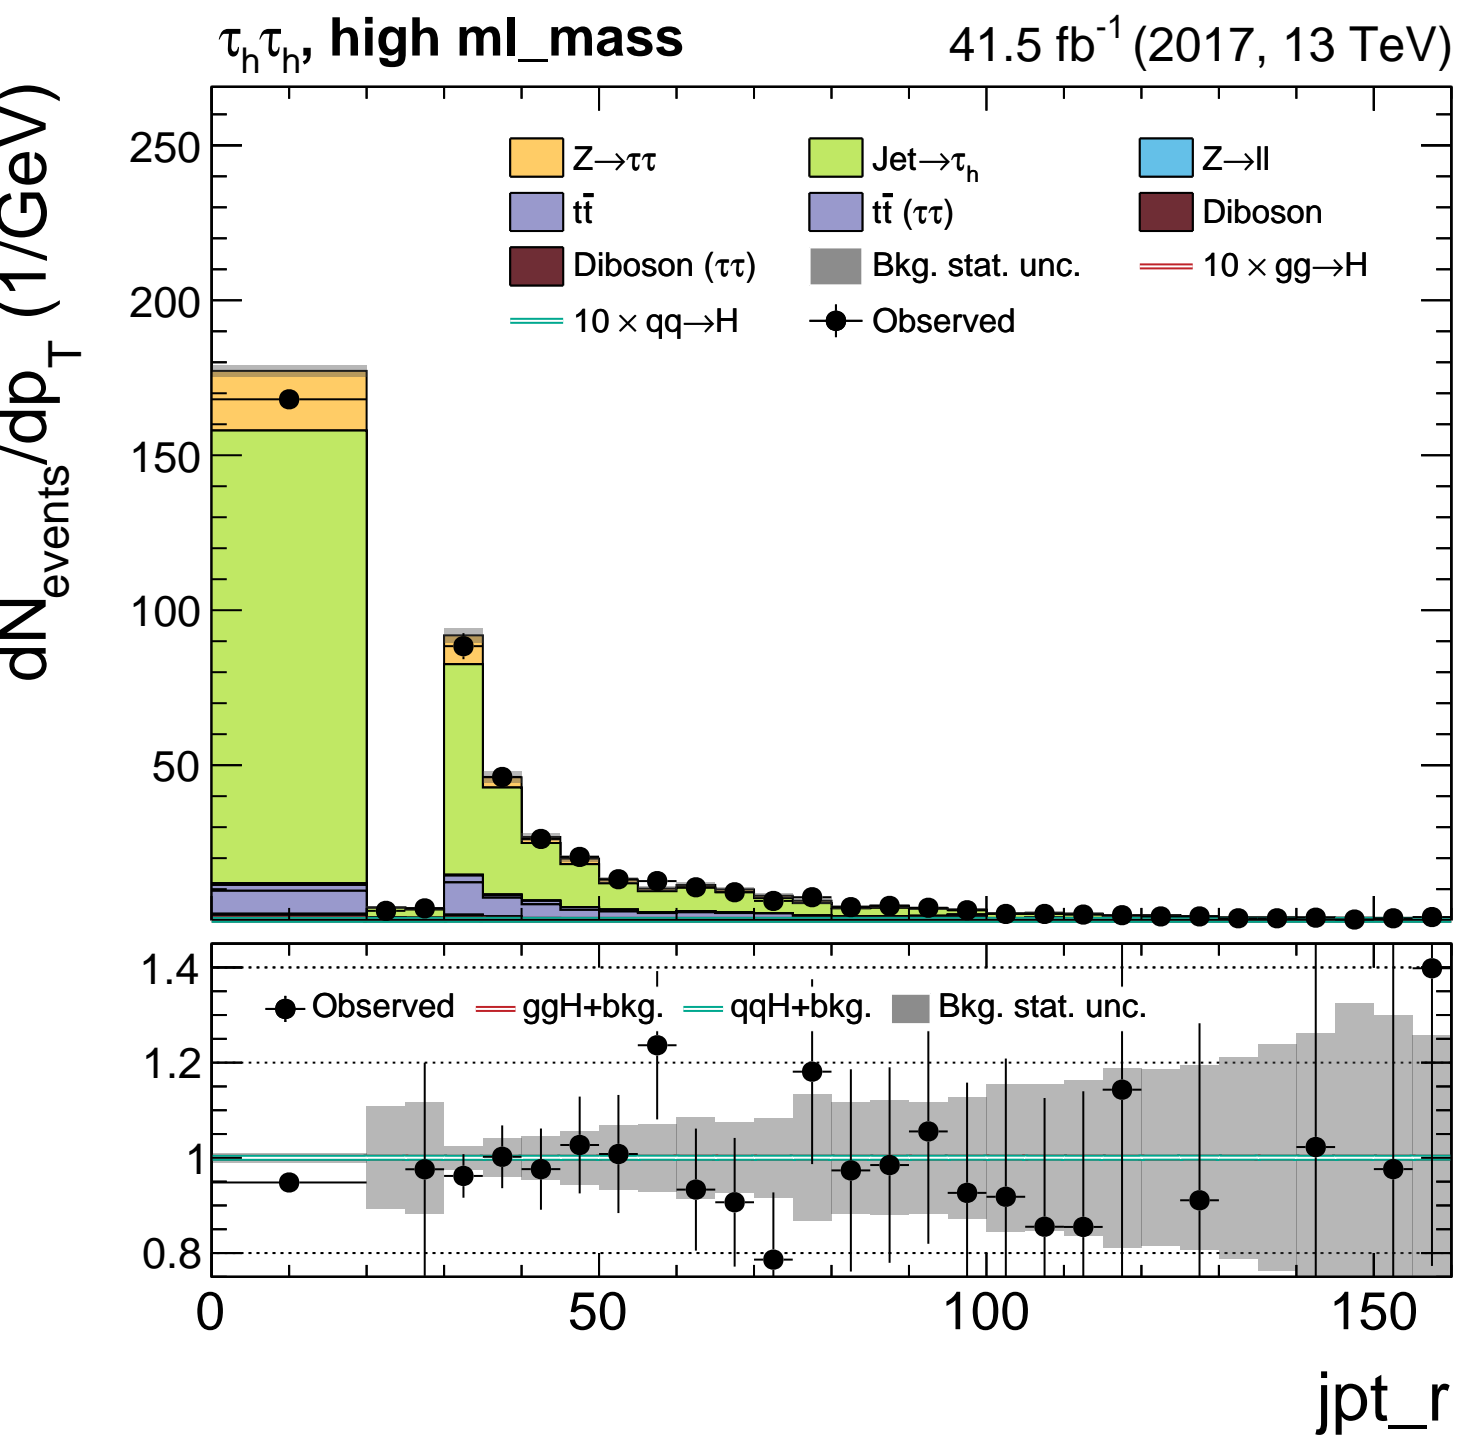 τhτh, high ml_mass 41.5 fb-1 (2017, 13 TeV)
dNevents/dpT (1/GeV)
250
200
150
100
50
Z→ττ Jet→τh Z→ll
tt̄ tt̄ (ττ) Diboson
Diboson (ττ) Bkg. stat. unc. 10 × gg→H
10 × qq→H Observed
1.4
1.2
1
0.8
Observed ggH+bkg. qqH+bkg. Bkg. stat. unc.
0 50 100 150
jpt_r